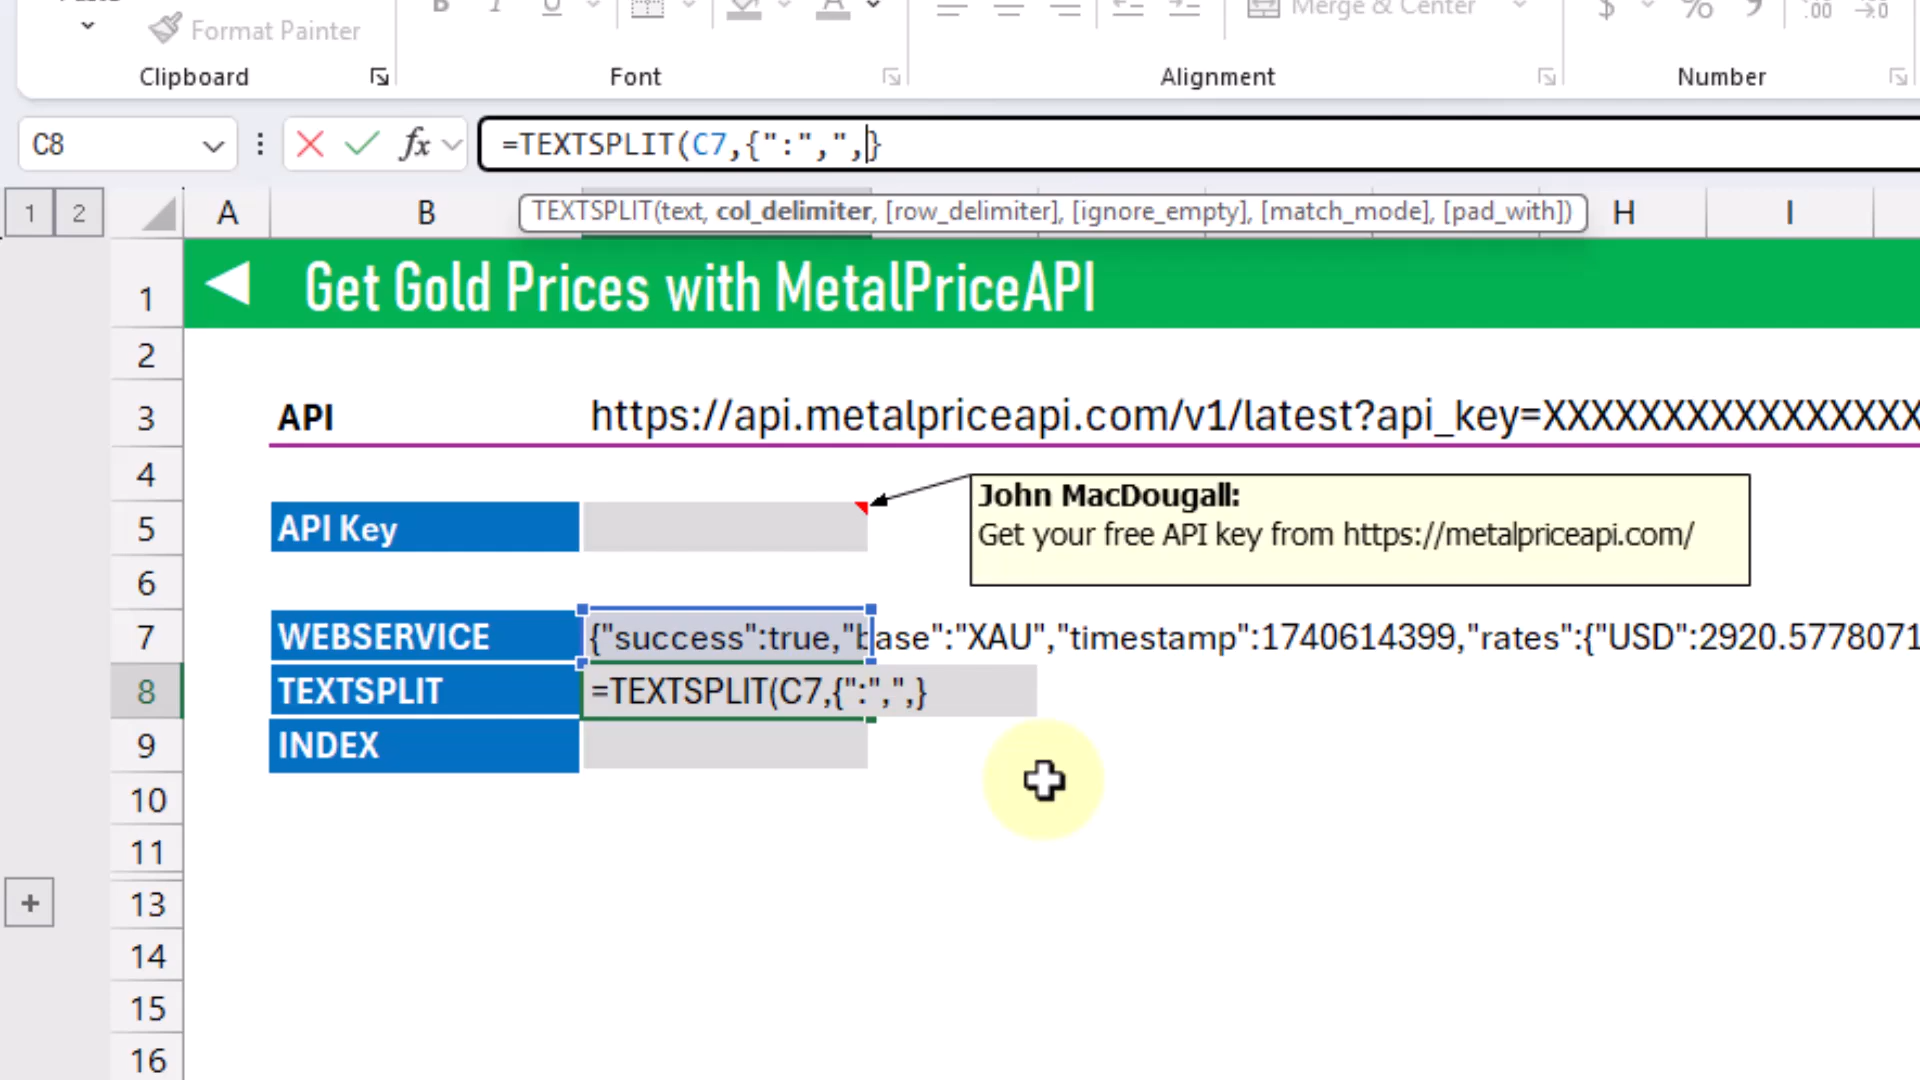 Format Painter
B I U A
Merge & Center
$ %
Clipboard
Font
Alignment
Number
C8
fx
=TEXTSPLIT(C7,{":",",}
TEXTSPLIT(text, col_delimiter, [row_delimiter], [ignore_empty], [match_mode], [pad_with])
1 2
A B H I
1 Get Gold Prices with MetalPriceAPI
2
3 API https://api.metalpriceapi.com/v1/latest?api_key=XXXXXXXXXXXXXXXX
4
John MacDougall:
5 API Key
Get your free API key from https://metalpriceapi.com/
6
7 WEBSERVICE {"success":true,"base":"XAU","timestamp":1740614399,"rates":{"USD":2920.5778071
8 TEXTSPLIT =TEXTSPLIT(C7,{":",",}
9 INDEX
10
11
+
13
14
15
16